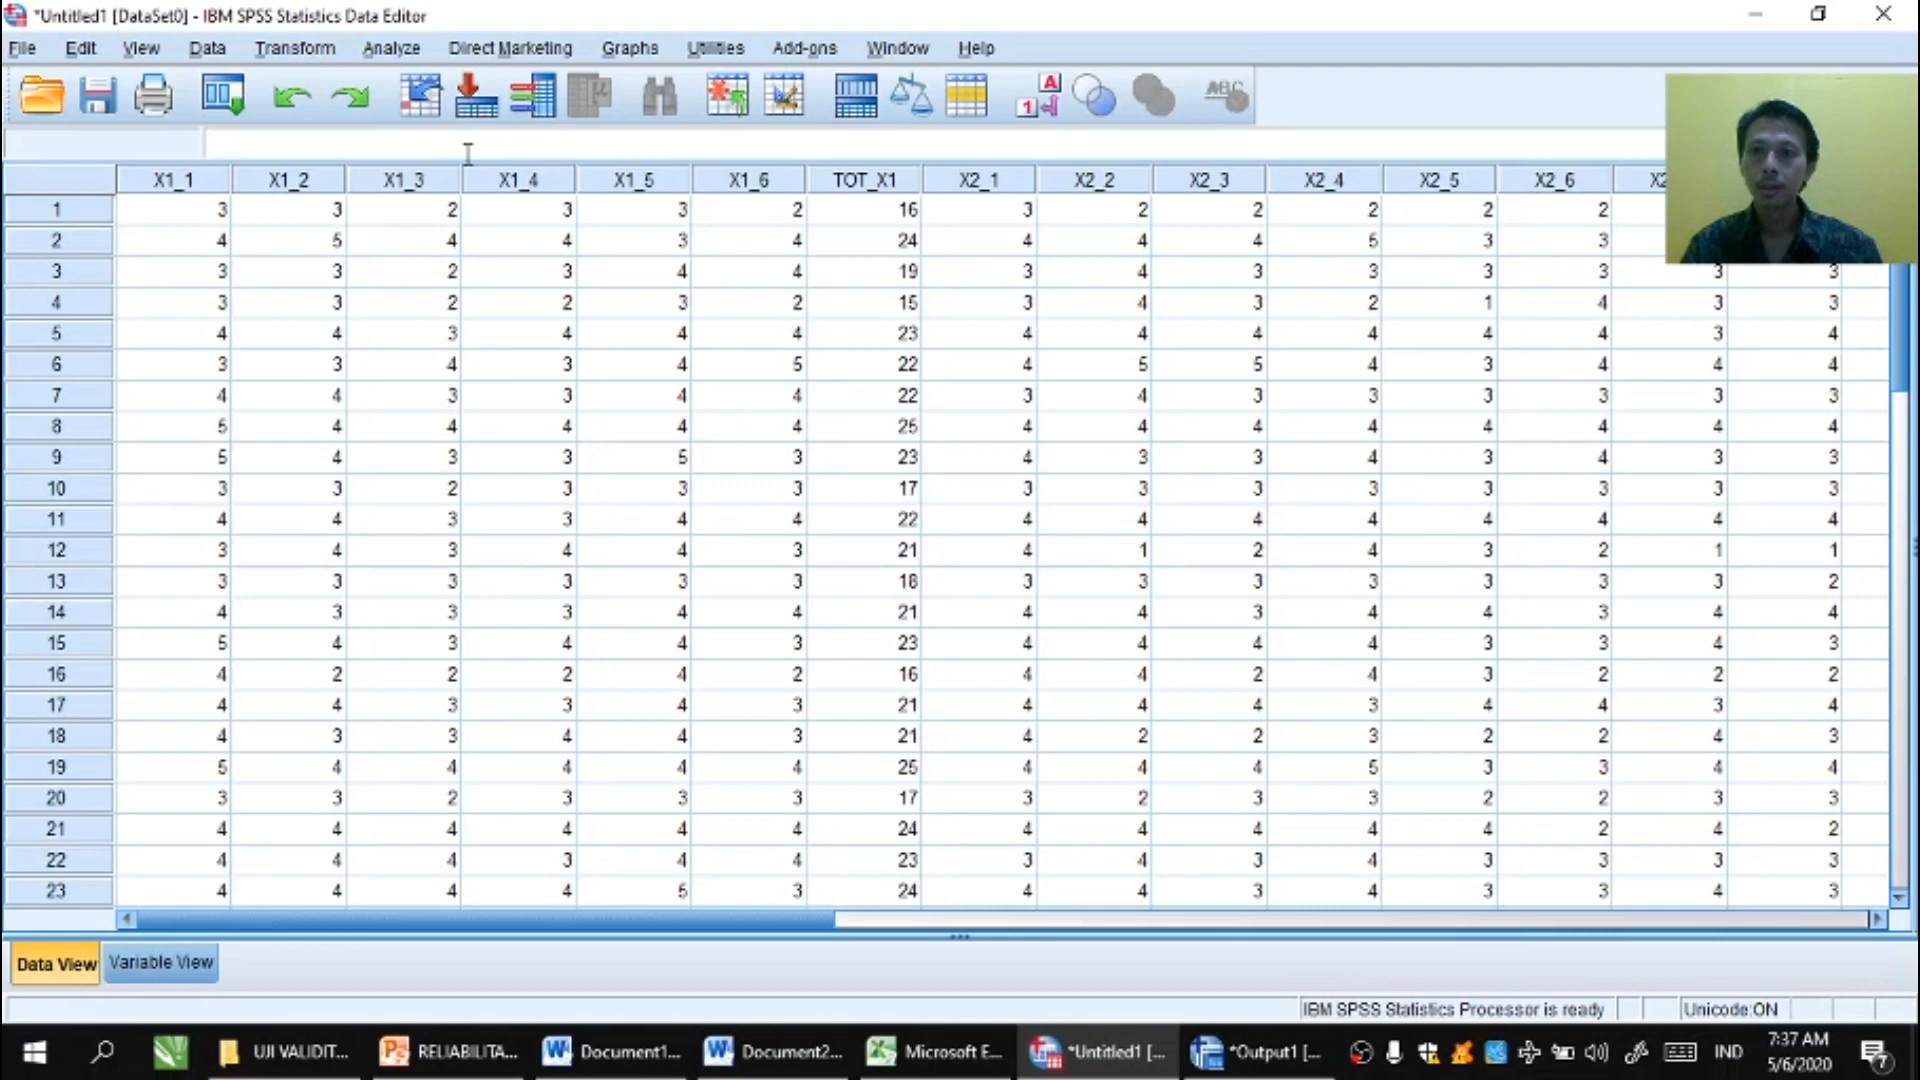 *Untitled1 [DataSet0] - IBM SPSS Statistics Data Editor
File Edit View Data Transform Analyze Direct Marketing Graphs Utilities Add-ons Window Help
X1_1 X1_2 X1_3 X1_4 X1_5 X1_6 TOT_X1 X2_1 X2_2 X2_3 X2_4 X2_5 X2_6
1 3 3 2 3 3 2 16 3 2 2 2 2 2
2 4 5 4 4 3 4 24 4 4 4 5 3 3
3 3 3 2 3 4 4 19 3 4 3 3 3 3 3 3
4 3 3 2 2 3 2 15 3 4 3 2 1 4 3 3
5 4 4 3 4 4 4 23 4 4 4 4 4 4 3 4
6 3 3 4 3 4 5 22 4 5 5 4 3 4 4 4
7 4 4 3 3 4 4 22 3 4 3 3 3 3 3 3
8 5 4 4 4 4 4 25 4 4 4 4 4 4 4 4
9 5 4 3 3 5 3 23 4 3 3 4 3 4 3 3
10 3 3 2 3 3 3 17 3 3 3 3 3 3 3 3
11 4 4 3 3 4 4 22 4 4 4 4 4 4 4 4
12 3 4 3 4 4 3 21 4 1 2 4 3 2 1 1
13 3 3 3 3 3 3 18 3 3 3 3 3 3 3 2
14 4 3 3 3 4 4 21 4 4 3 4 4 3 4 4
15 5 4 3 4 4 3 23 4 4 4 4 3 3 4 3
16 4 2 2 2 4 2 16 4 4 2 4 3 2 2 2
17 4 4 3 3 4 3 21 4 4 4 3 4 4 3 4
18 4 3 3 4 4 3 21 4 2 2 3 2 2 4 3
19 5 4 4 4 4 4 25 4 4 4 5 3 3 4 4
20 3 3 2 3 3 3 17 3 2 3 3 2 2 3 3
21 4 4 4 4 4 4 24 4 4 4 4 4 2 4 2
22 4 4 4 3 4 4 23 3 4 3 4 3 3 3 3
23 4 4 4 4 5 3 24 4 4 3 4 3 3 4 3
Data View Variable View
IBM SPSS Statistics Processor is ready Unicode:ON
UJI VALIDIT... RELIABILITA... Document1... Document2... Microsoft E... *Untitled1 [... *Output1 [... IND 7:37 AM
5/6/2020 7